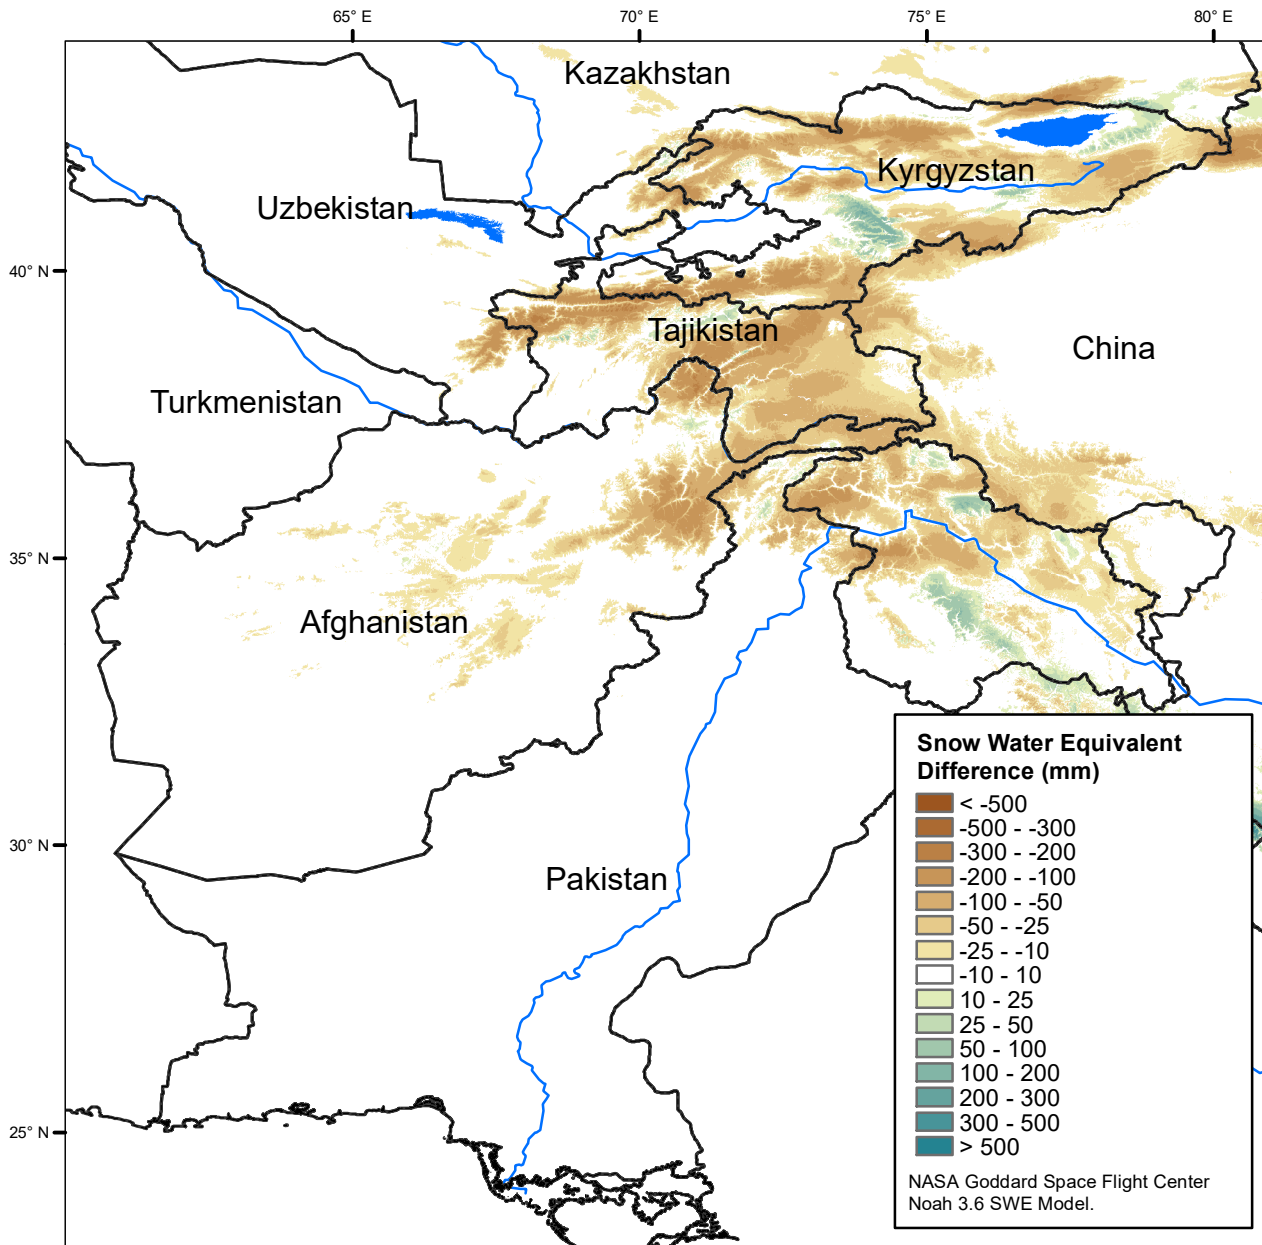 65° E
70° E
75° E
80° E
Kazakhstan
Kyrgyzstan
Uzbekistan
40° N
Tajikistan
China
Turkmenistan
35° N
Afghanistan
Snow Water Equivalent
Difference (mm)
< -500
-500 - -300
-300 - -200
-200 - -100
-100 - -50
-50 - -25
-25 - -10
-10 - 10
10 - 25
25 - 50
50 - 100
100 - 200
200 - 300
300 - 500
> 500
NASA Goddard Space Flight Center
Noah 3.6 SWE Model.
30° N
Pakistan
25° N